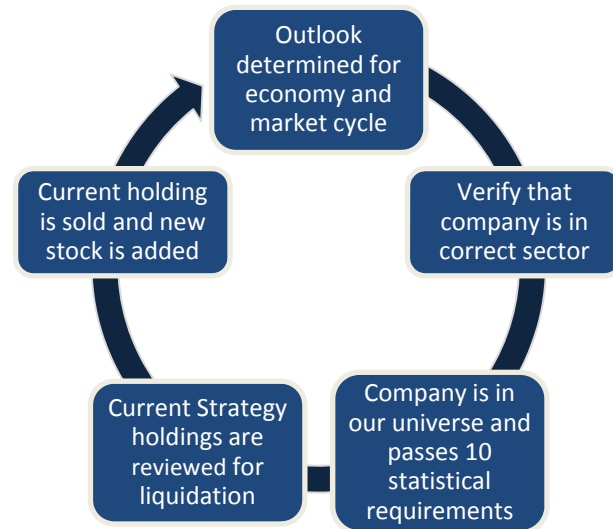 Outlook
determined for
economy and
market cycle
Verify that
company is in
correct sector
Company is in
our universe and
passes 10
statistical
requirements
Current Strategy
holdings are
reviewed for
liquidation
Current holding
is sold and new
stock is added